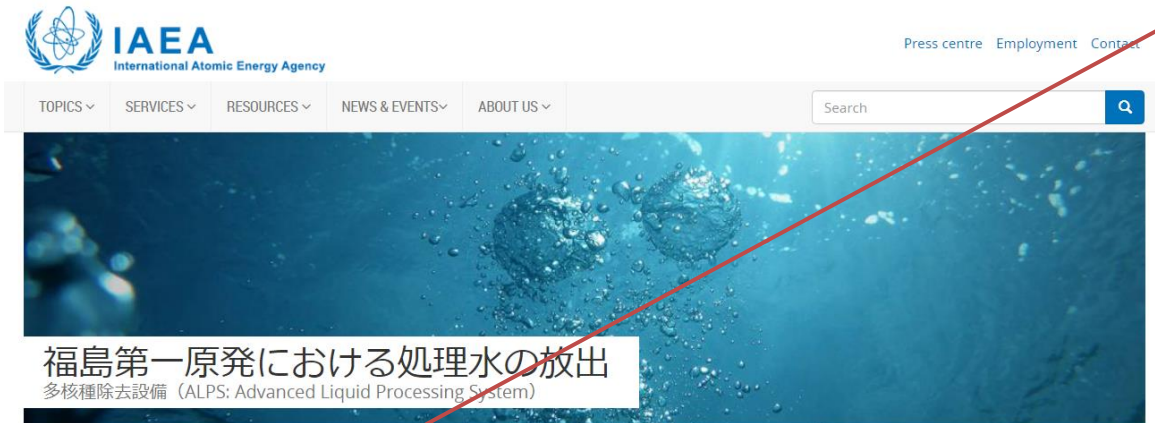 IAEA
International Atomic Energy Agency
Press centre Employment Contact
TOPICS SERVICES RESOURCES NEWS & EVENTS ABOUT US
Search
福島第一原発における処理水の放出
多核種除去設備（ALPS: Advanced Liquid Processing System）